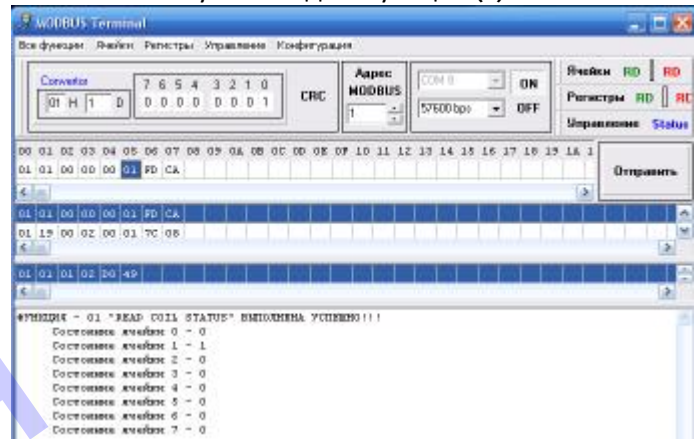 MODBUS Terminal
Все функции Ячейки Регистры Управление Конфигурация
Convertor 7 6 5 4 3 2 1 0 CRC Адрес MODBUS COM 8 ON Ячейки RD RD
01 H 1 D 0 0 0 0 0 0 0 1 1 57600 bps OFF Регистры RD
Управление Status
00 01 02 03 04 05 06 07 08 09 0A 0B 0C 0D 0E 0F 10 11 12 13 14 15 16 17 18 19 1A 1
01 01 00 00 00 01 FD CA Отправить
01 01 00 00 00 01 FD CA
01 19 00 02 00 01 7C 08
01 01 01 02 D0 49
ФУНКЦИЯ - 01 "READ COIL STATUS" ВЫПОЛНЕНА УСПЕШНО!!!
Состояние ячейки 0 - 0
Состояние ячейки 1 - 1
Состояние ячейки 2 - 0
Состояние ячейки 3 - 0
Состояние ячейки 4 - 0
Состояние ячейки 5 - 0
Состояние ячейки 6 - 0
Состояние ячейки 7 - 0